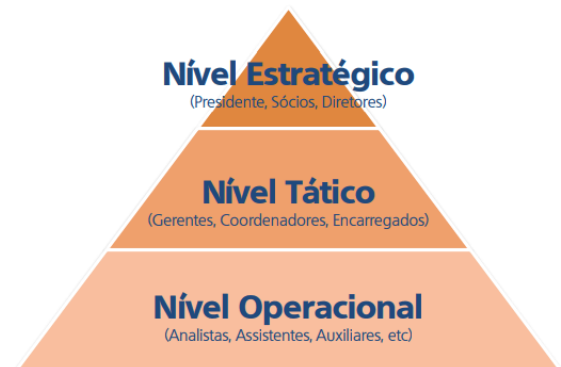 Nível Estratégico
(Presidente, Sócios, Diretores)
Nível Tático
(Gerentes, Coordenadores, Encarregados)
Nível Operacional
(Analistas, Assistentes, Auxiliares, etc)